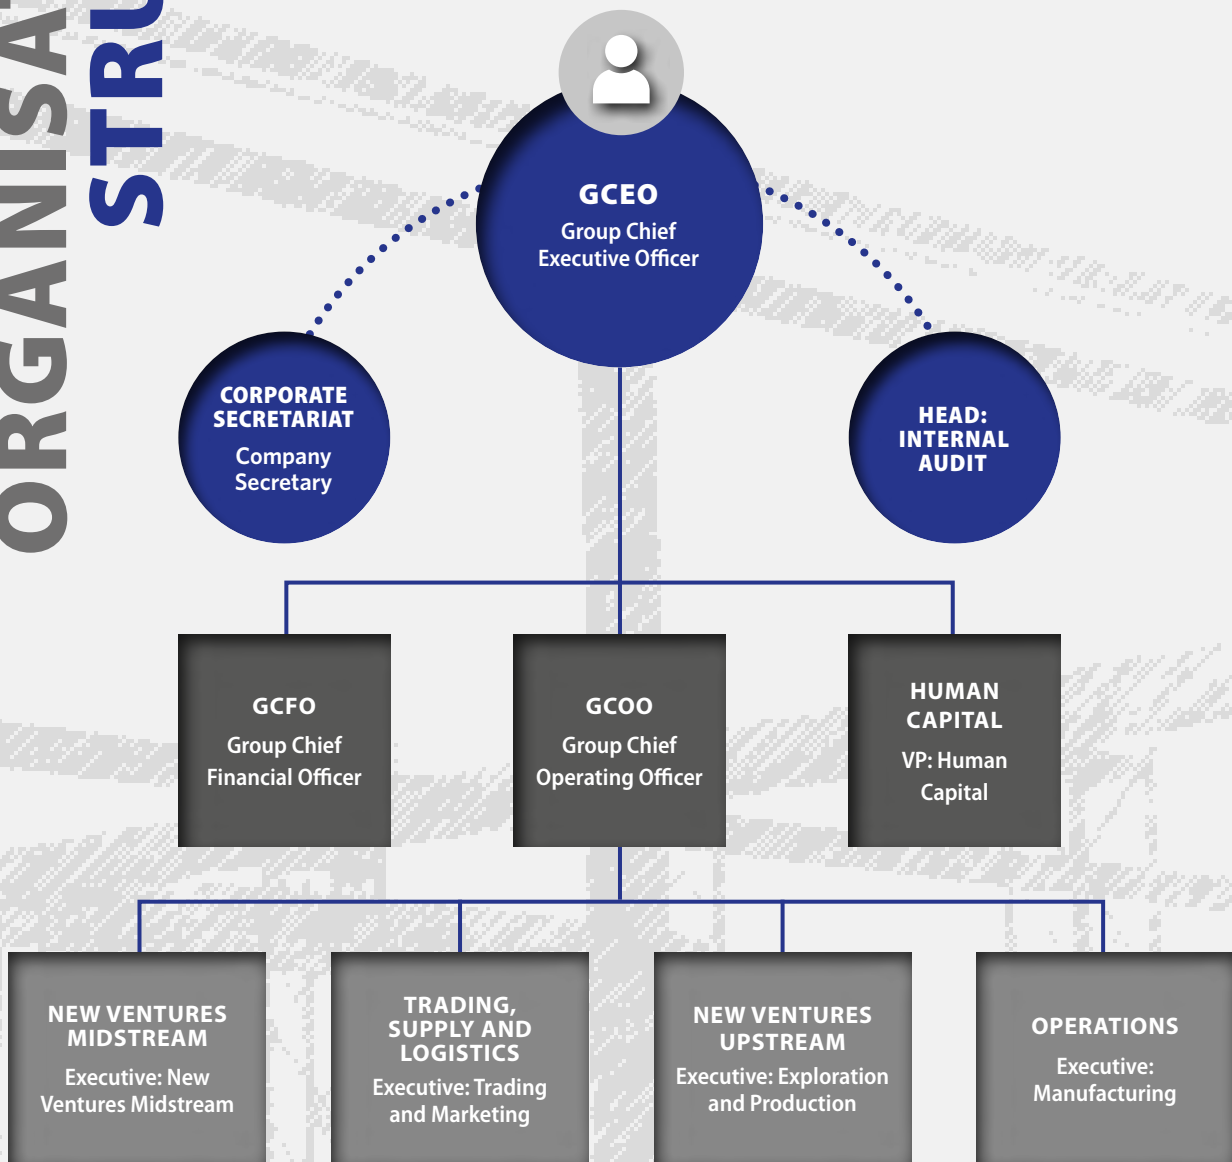 GCEO
Group Chief
Executive Officer
CORPORATE
SECRETARIAT
Company
Secretary
HEAD:
INTERNAL
AUDIT
GCFO
Group Chief
Financial Officer
GCOO
Group Chief
Operating Officer
HUMAN
CAPITAL
VP: Human
Capital
NEW VENTURES
MIDSTREAM
Executive: New
Ventures Midstream
TRADING,
SUPPLY AND
LOGISTICS
Executive: Trading
and Marketing
NEW VENTURES
UPSTREAM
Executive: Exploration
and Production
OPERATIONS
Executive:
Manufacturing